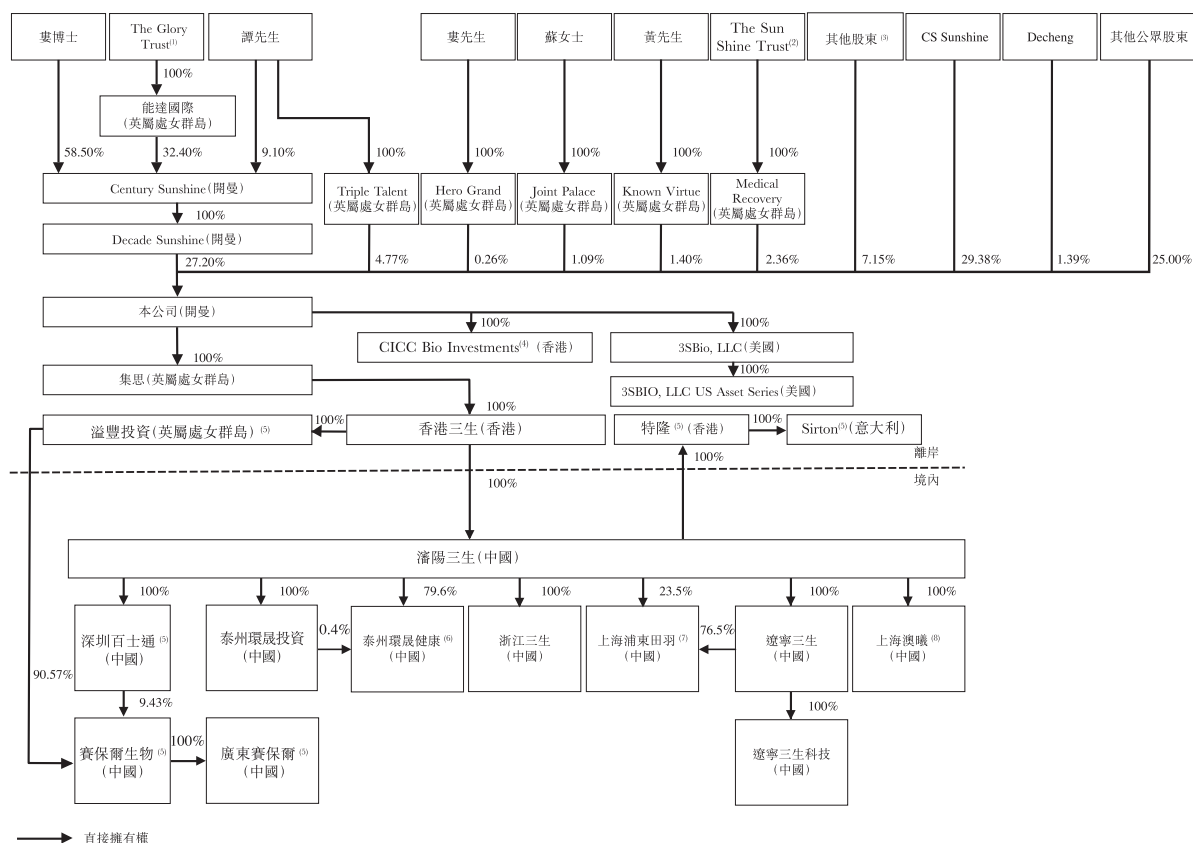 婁博士
The Glory
Trust(1)
譚先生
婁先生
蘇女士
黃先生
The Sun
Shine Trust(2)
其他股東(3)
CS Sunshine
Decheng
其他公眾股東
100%
能達國際
(英屬處女群島)
58.50%
32.40%
9.10%
100%
100%
100%
100%
100%
Century Sunshine(開曼)
Triple Talent
(英屬處女群島)
Hero Grand
(英屬處女群島)
Joint Palace
(英屬處女群島)
Known Virtue
(英屬處女群島)
Medical
Recovery
(英屬處女群島)
100%
Decade Sunshine(開曼)
27.20%
4.77%
0.26%
1.09%
1.40%
2.36%
7.15%
29.38%
1.39%
25.00%
本公司(開曼)
100%
100%
CICC Bio Investments(4) (香港)
3SBio, LLC(美國)
100%
100%
集思(英屬處女群島)
3SBIO, LLC US Asset Series(美國)
100%
溢豐投資(英屬處女群島)(5)
100%
香港三生(香港)
特隆(5)(香港)
100%
Sirton(5)(意大利)
離岸
100%
100%
境內
瀋陽三生(中國)
100%
100%
79.6%
100%
23.5%
100%
100%
深圳百士通(5)
(中國)
泰州環晟投資
(中國)
0.4%
泰州環晟健康(6)
(中國)
浙江三生
(中國)
上海浦東田羽(7)
(中國)
76.5%
遼寧三生
(中國)
上海澳曦(8)
(中國)
90.57%
9.43%
100%
賽保爾生物(5)
(中國)
100%
廣東賽保爾(5)
(中國)
遼寧三生科技
(中國)
直接擁有權